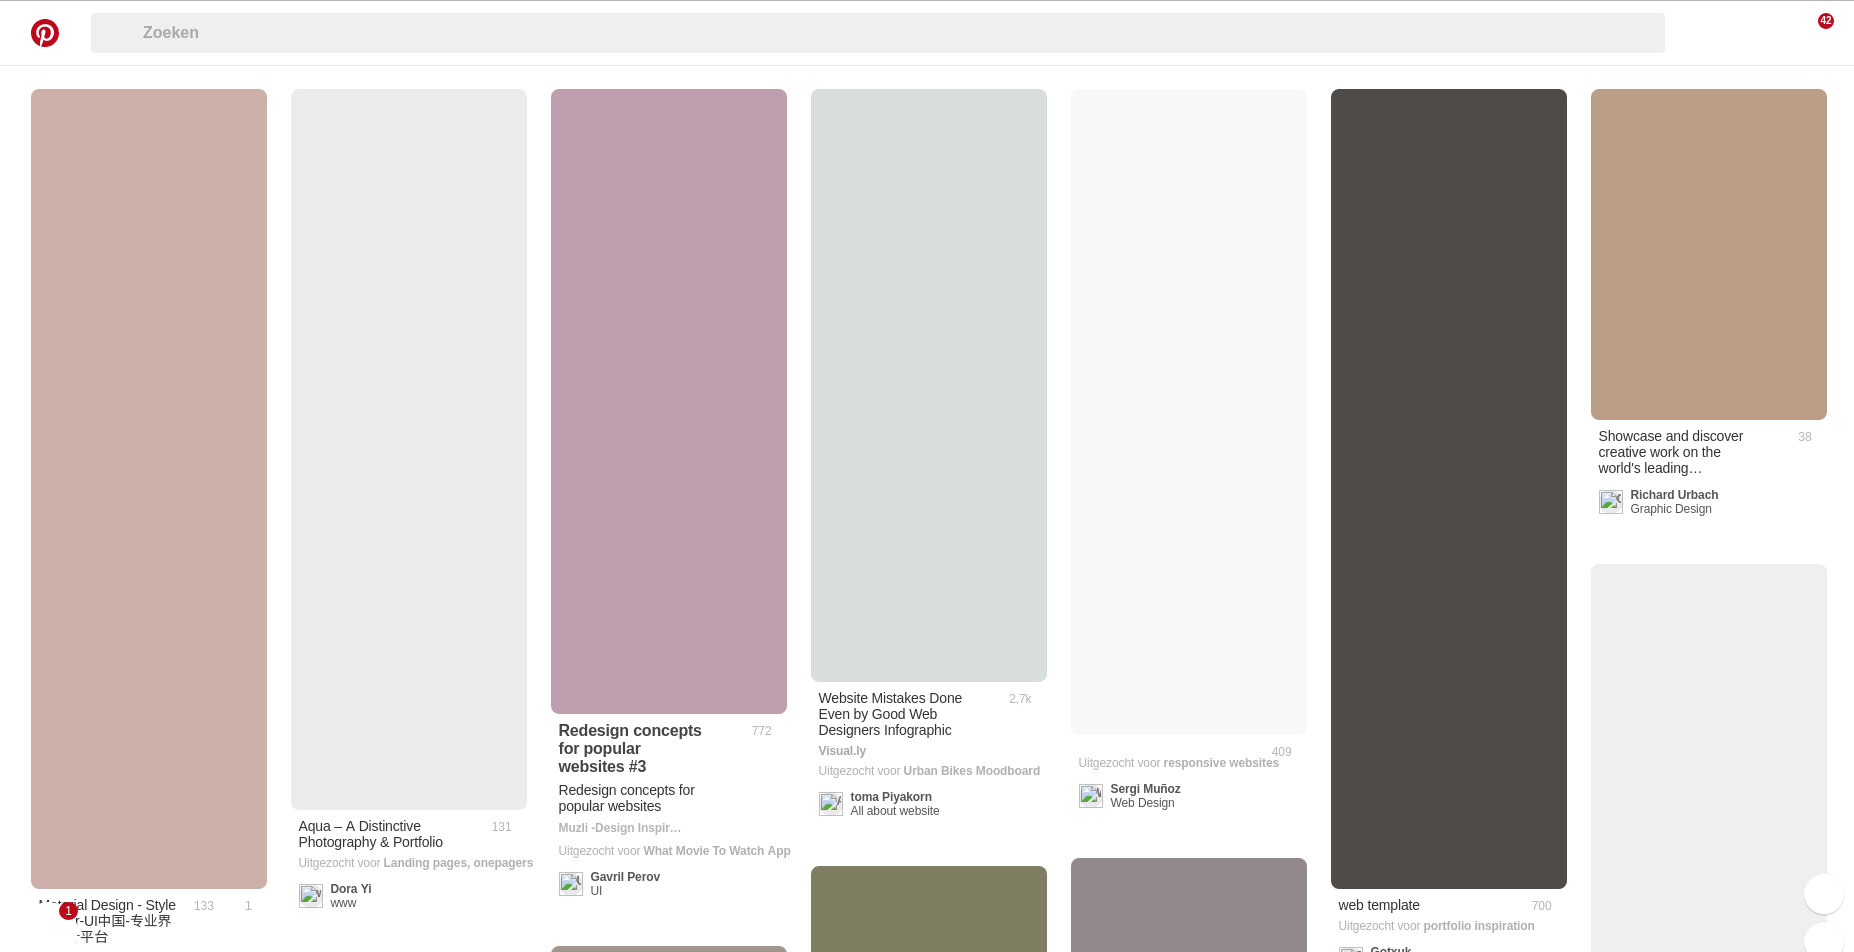 Zoeken
42
Material Design - Style
133
1
r-UI中国-专业界
平台
1
Aqua – A Distinctive
Photography & Portfolio
131
Uitgezocht voor Landing pages, onepagers
Dora Yi
www
Redesign concepts
for popular
websites #3
772
Redesign concepts for
popular websites
Muzli -Design Inspir…
Uitgezocht voor What Movie To Watch App
Gavril Perov
UI
Website Mistakes Done
Even by Good Web
Designers Infographic
2,7k
Visual.ly
Uitgezocht voor Urban Bikes Moodboard
toma Piyakorn
All about website
409
Uitgezocht voor responsive websites
Sergi Muñoz
Web Design
web template
700
Uitgezocht voor portfolio inspiration
Gotxuk
Showcase and discover
creative work on the
world's leading…
38
Richard Urbach
Graphic Design